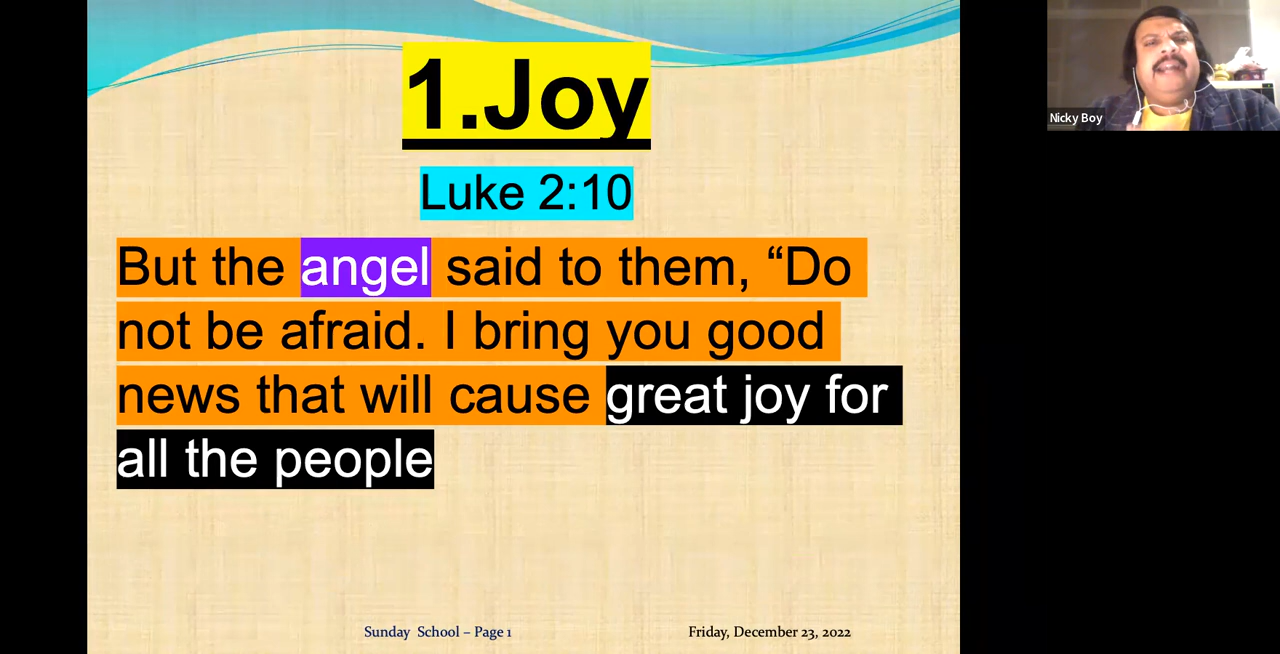 1.Joy
Luke 2:10
But the angel said to them, “Do
not be afraid. I bring you good
news that will cause great joy for
all the people
Sunday School – Page 1
Friday, December 23, 2022
Nicky Boy